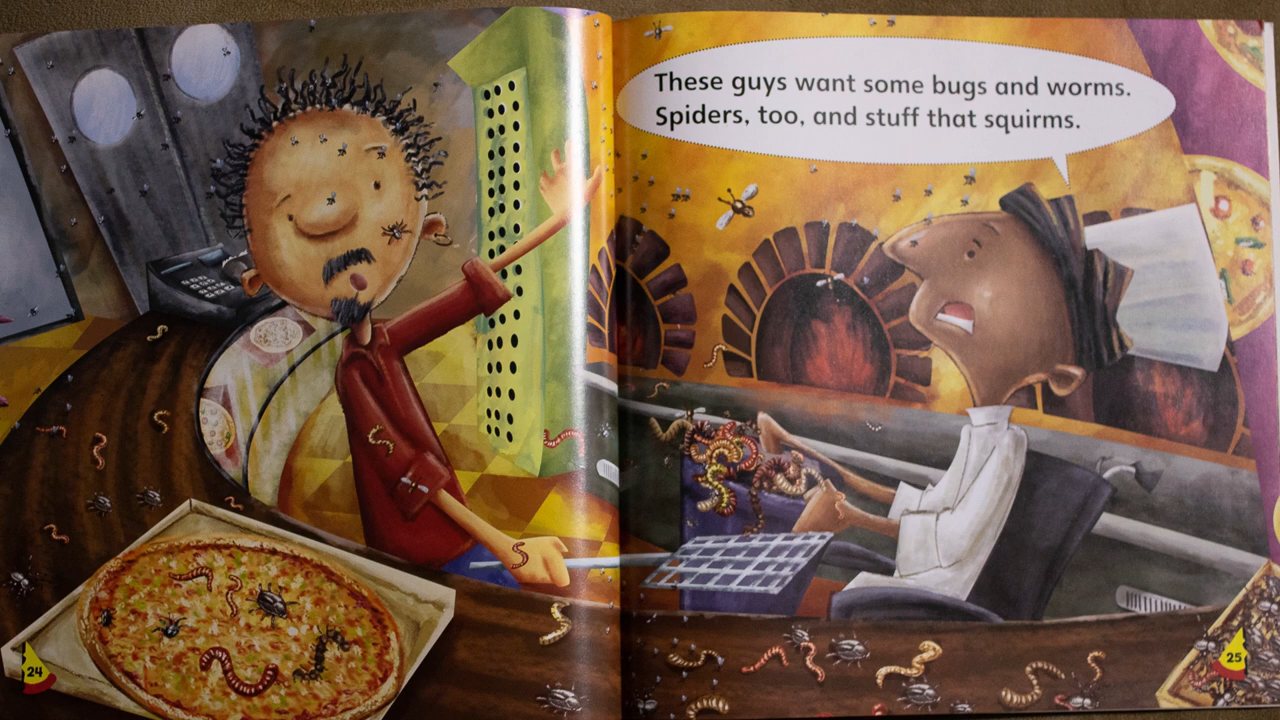 These guys want some bugs and worms.
Spiders, too, and stuff that squirms.
24
25